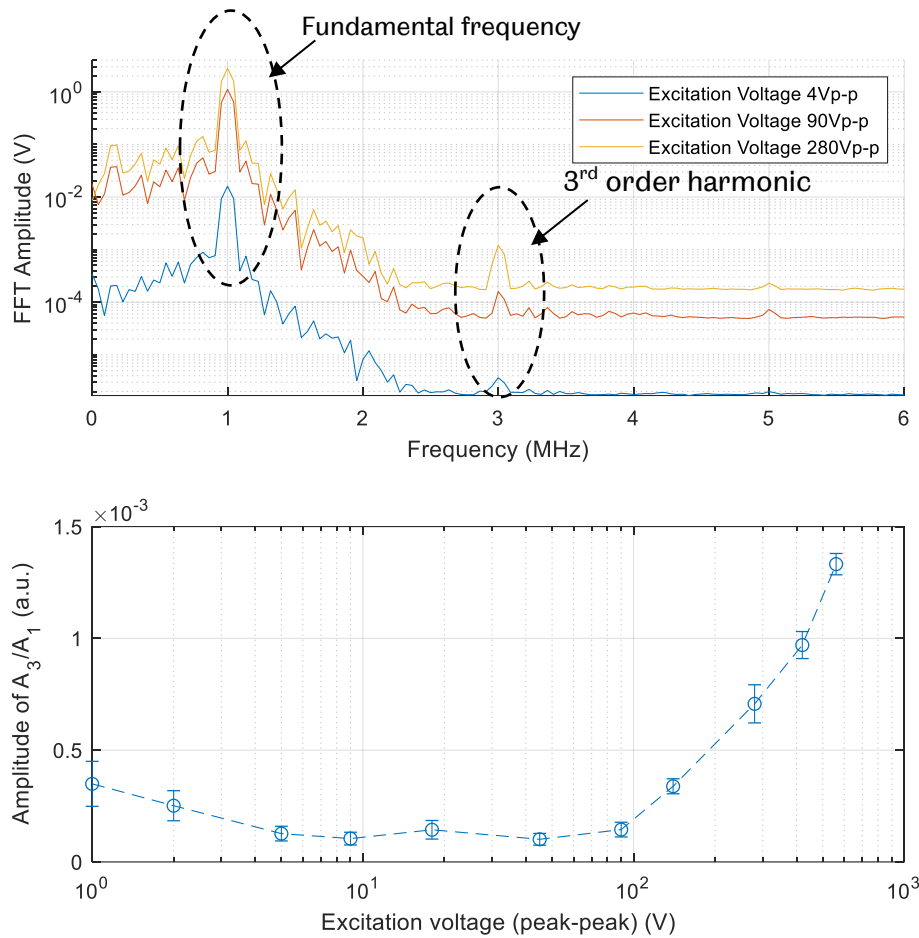 Fundamental frequency
Excitation Voltage 4Vp-p
Excitation Voltage 90Vp-p
Excitation Voltage 280Vp-p
3rd order harmonic
FFT Amplitude (V)
10^0
10^-2
10^-4
0 1 2 3 4 5 6
Frequency (MHz)
×10^-3
1.5
1
0.5
0
Amplitude of A_3/A_1 (a.u.)
10^0 10^1 10^2 10^3
Excitation voltage (peak-peak) (V)